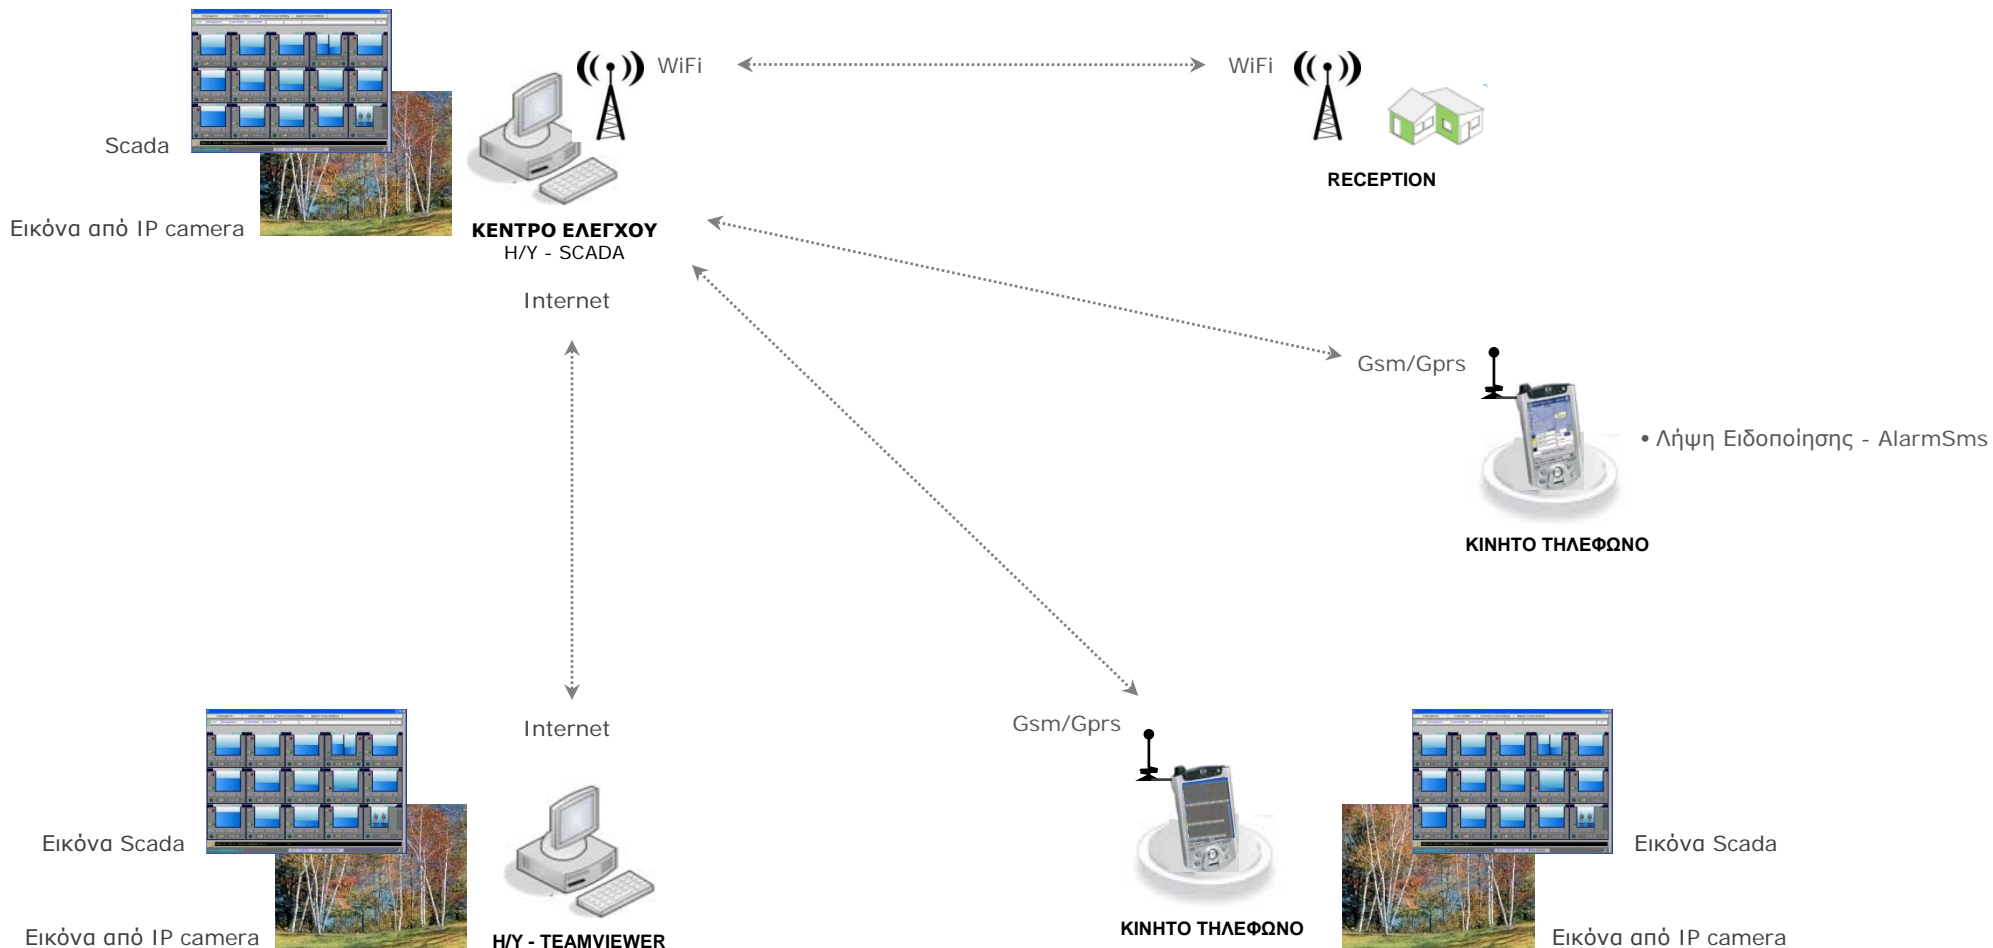 WiFi
WiFi
Scada
RECEPTION
Εικόνα από IP camera
ΚΕΝΤΡΟ ΕΛΕΓΧΟΥ
Η/Υ - SCADA
Internet
Gsm/Gprs
• Λήψη Ειδοποίησης - AlarmSms
ΚΙΝΗΤΟ ΤΗΛΕΦΩΝΟ
Internet
Gsm/Gprs
Εικόνα Scada
Εικόνα Scada
ΚΙΝΗΤΟ ΤΗΛΕΦΩΝΟ
Εικόνα από IP camera
Η/Υ - TEAMVIEWER
Εικόνα από IP camera